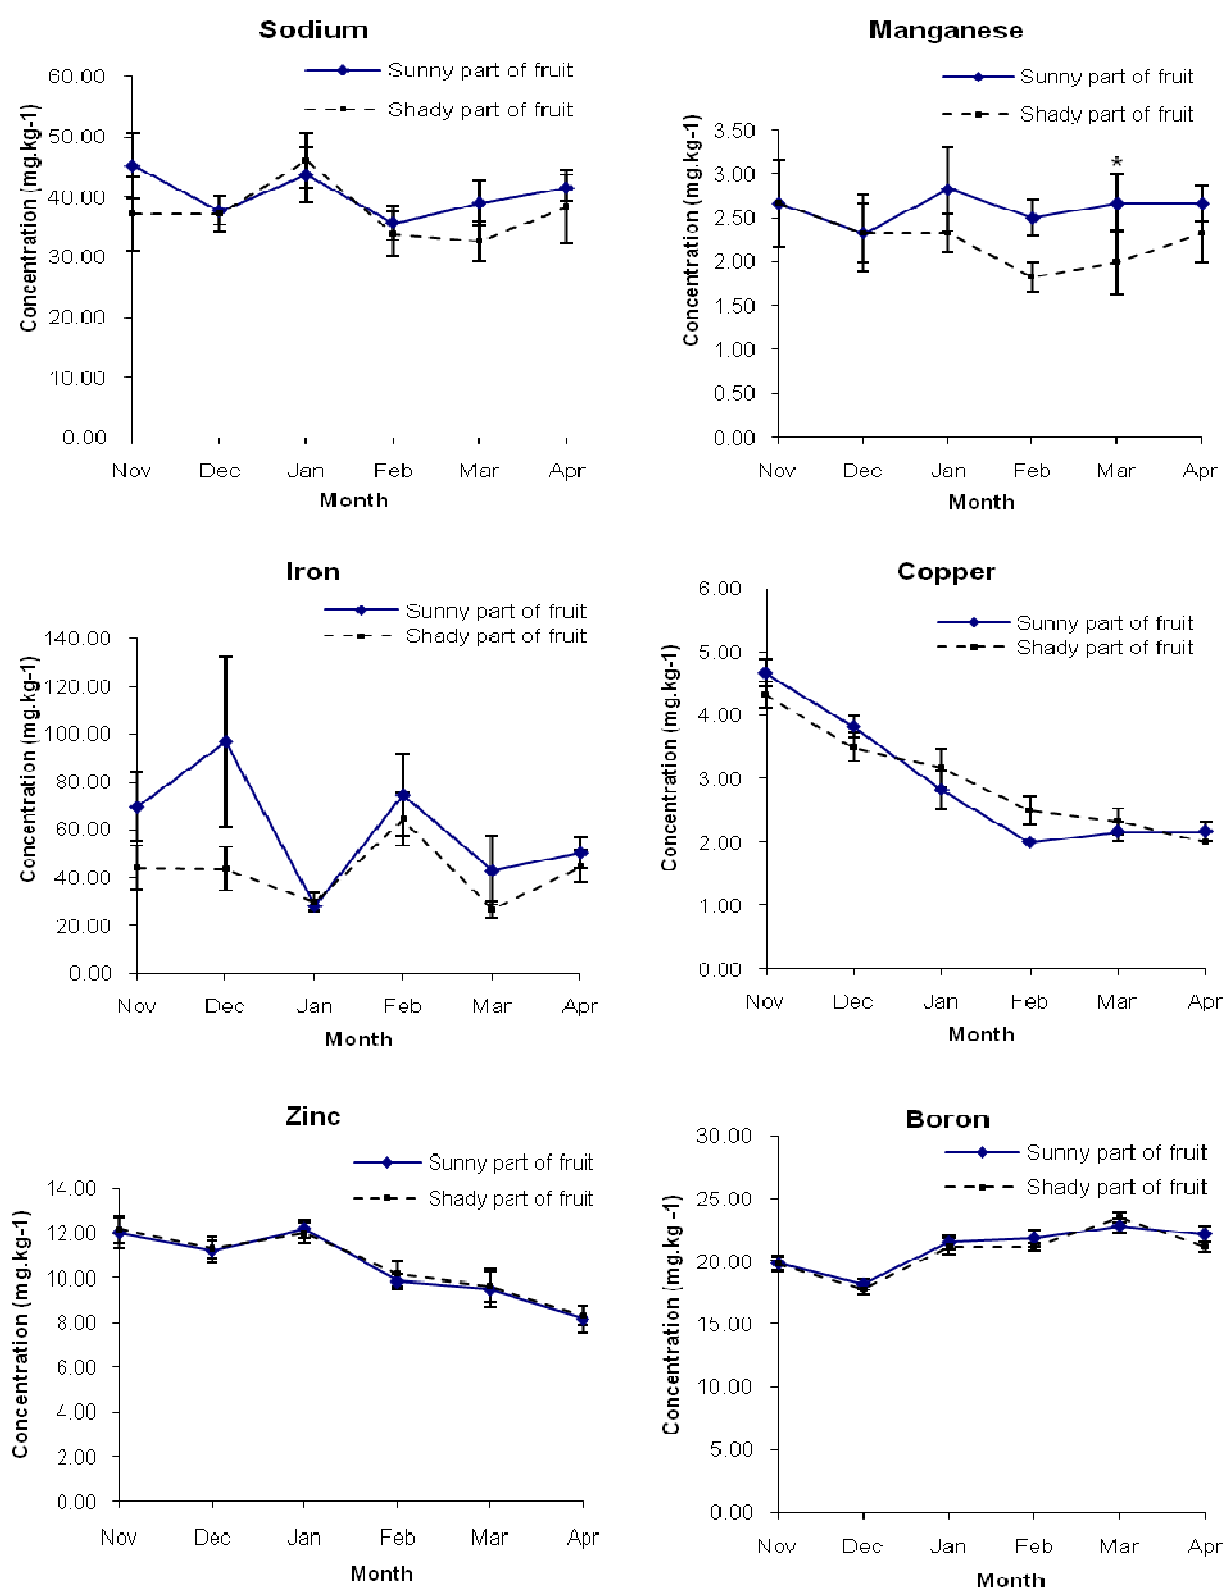 Sodium
Sunny part of fruit
Shady part of fruit
Concentration (mg.kg-1)
60.00
50.00
40.00
30.00
20.00
10.00
0.00
Nov Dec Jan Feb Mar Apr
Month
Manganese
Sunny part of fruit
Shady part of fruit
Concentration (mg.kg-1)
3.50
3.00
2.50
2.00
1.50
1.00
0.50
0.00
*
Nov Dec Jan Feb Mar Apr
Month
Iron
Sunny part of fruit
Shady part of fruit
Concentration (mg.kg-1)
140.00
120.00
100.00
80.00
60.00
40.00
20.00
0.00
Nov Dec Jan Feb Mar Apr
Month
Copper
Sunny part of fruit
Shady part of fruit
Concentration (mg.kg-1)
6.00
5.00
4.00
3.00
2.00
1.00
0.00
Nov Dec Jan Feb Mar Apr
Month
Zinc
Sunny part of fruit
Shady part of fruit
Concentration (mg.kg-1)
14.00
12.00
10.00
8.00
6.00
4.00
2.00
0.00
Nov Dec Jan Feb Mar Apr
Month
Boron
Sunny part of fruit
Shady part of fruit
Concentration (mg.kg-1)
30.00
25.00
20.00
15.00
10.00
5.00
0.00
Nov Dec Jan Feb Mar Apr
Month